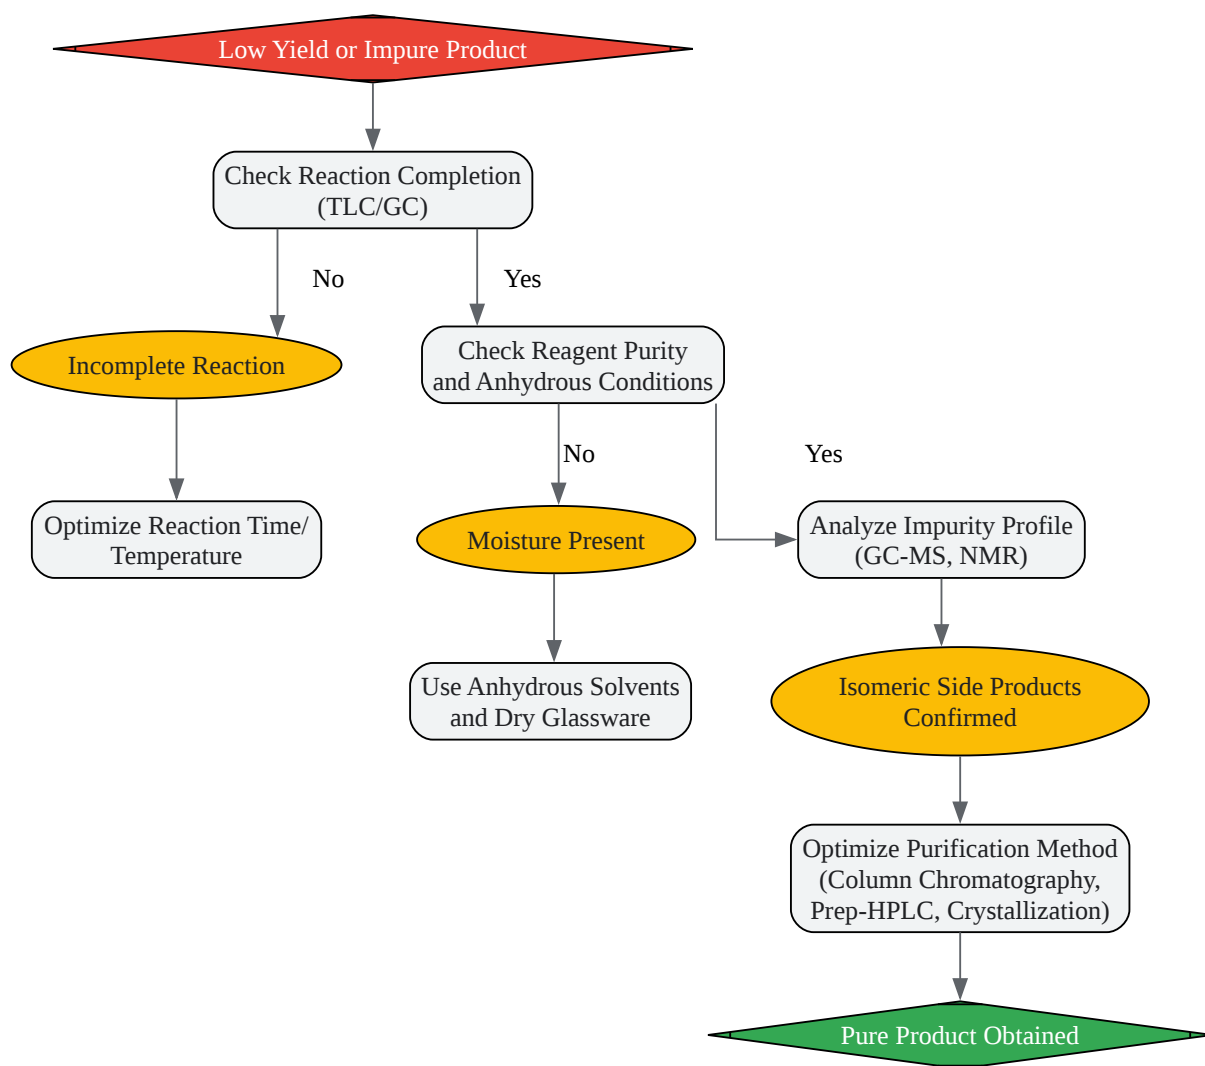 Low Yield or Impure Product
Check Reaction Completion
(TLC/GC)
No
Yes
Incomplete Reaction
Check Reagent Purity
and Anhydrous Conditions
No
Yes
Optimize Reaction Time/
Temperature
Moisture Present
Analyze Impurity Profile
(GC-MS, NMR)
Use Anhydrous Solvents
and Dry Glassware
Isomeric Side Products
Confirmed
Optimize Purification Method
(Column Chromatography,
Prep-HPLC, Crystallization)
Pure Product Obtained